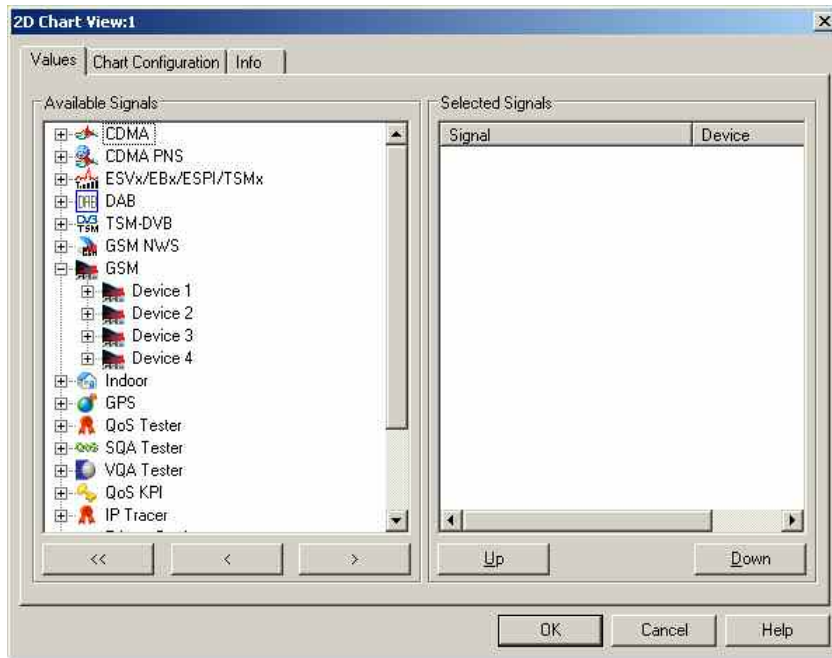 2D Chart View:1
Values
Chart Configuration
Info
Available Signals
CDMA
CDMA PNS
ESVx/EBx/ESPI/TSMx
DAB
TSM-DVB
GSM NWS
GSM
Device 1
Device 2
Device 3
Device 4
Indoor
GPS
QoS Tester
SQA Tester
VQA Tester
QoS KPI
IP Tracer
<<
<
>
Selected Signals
Signal
Device
Up
Down
OK
Cancel
Help